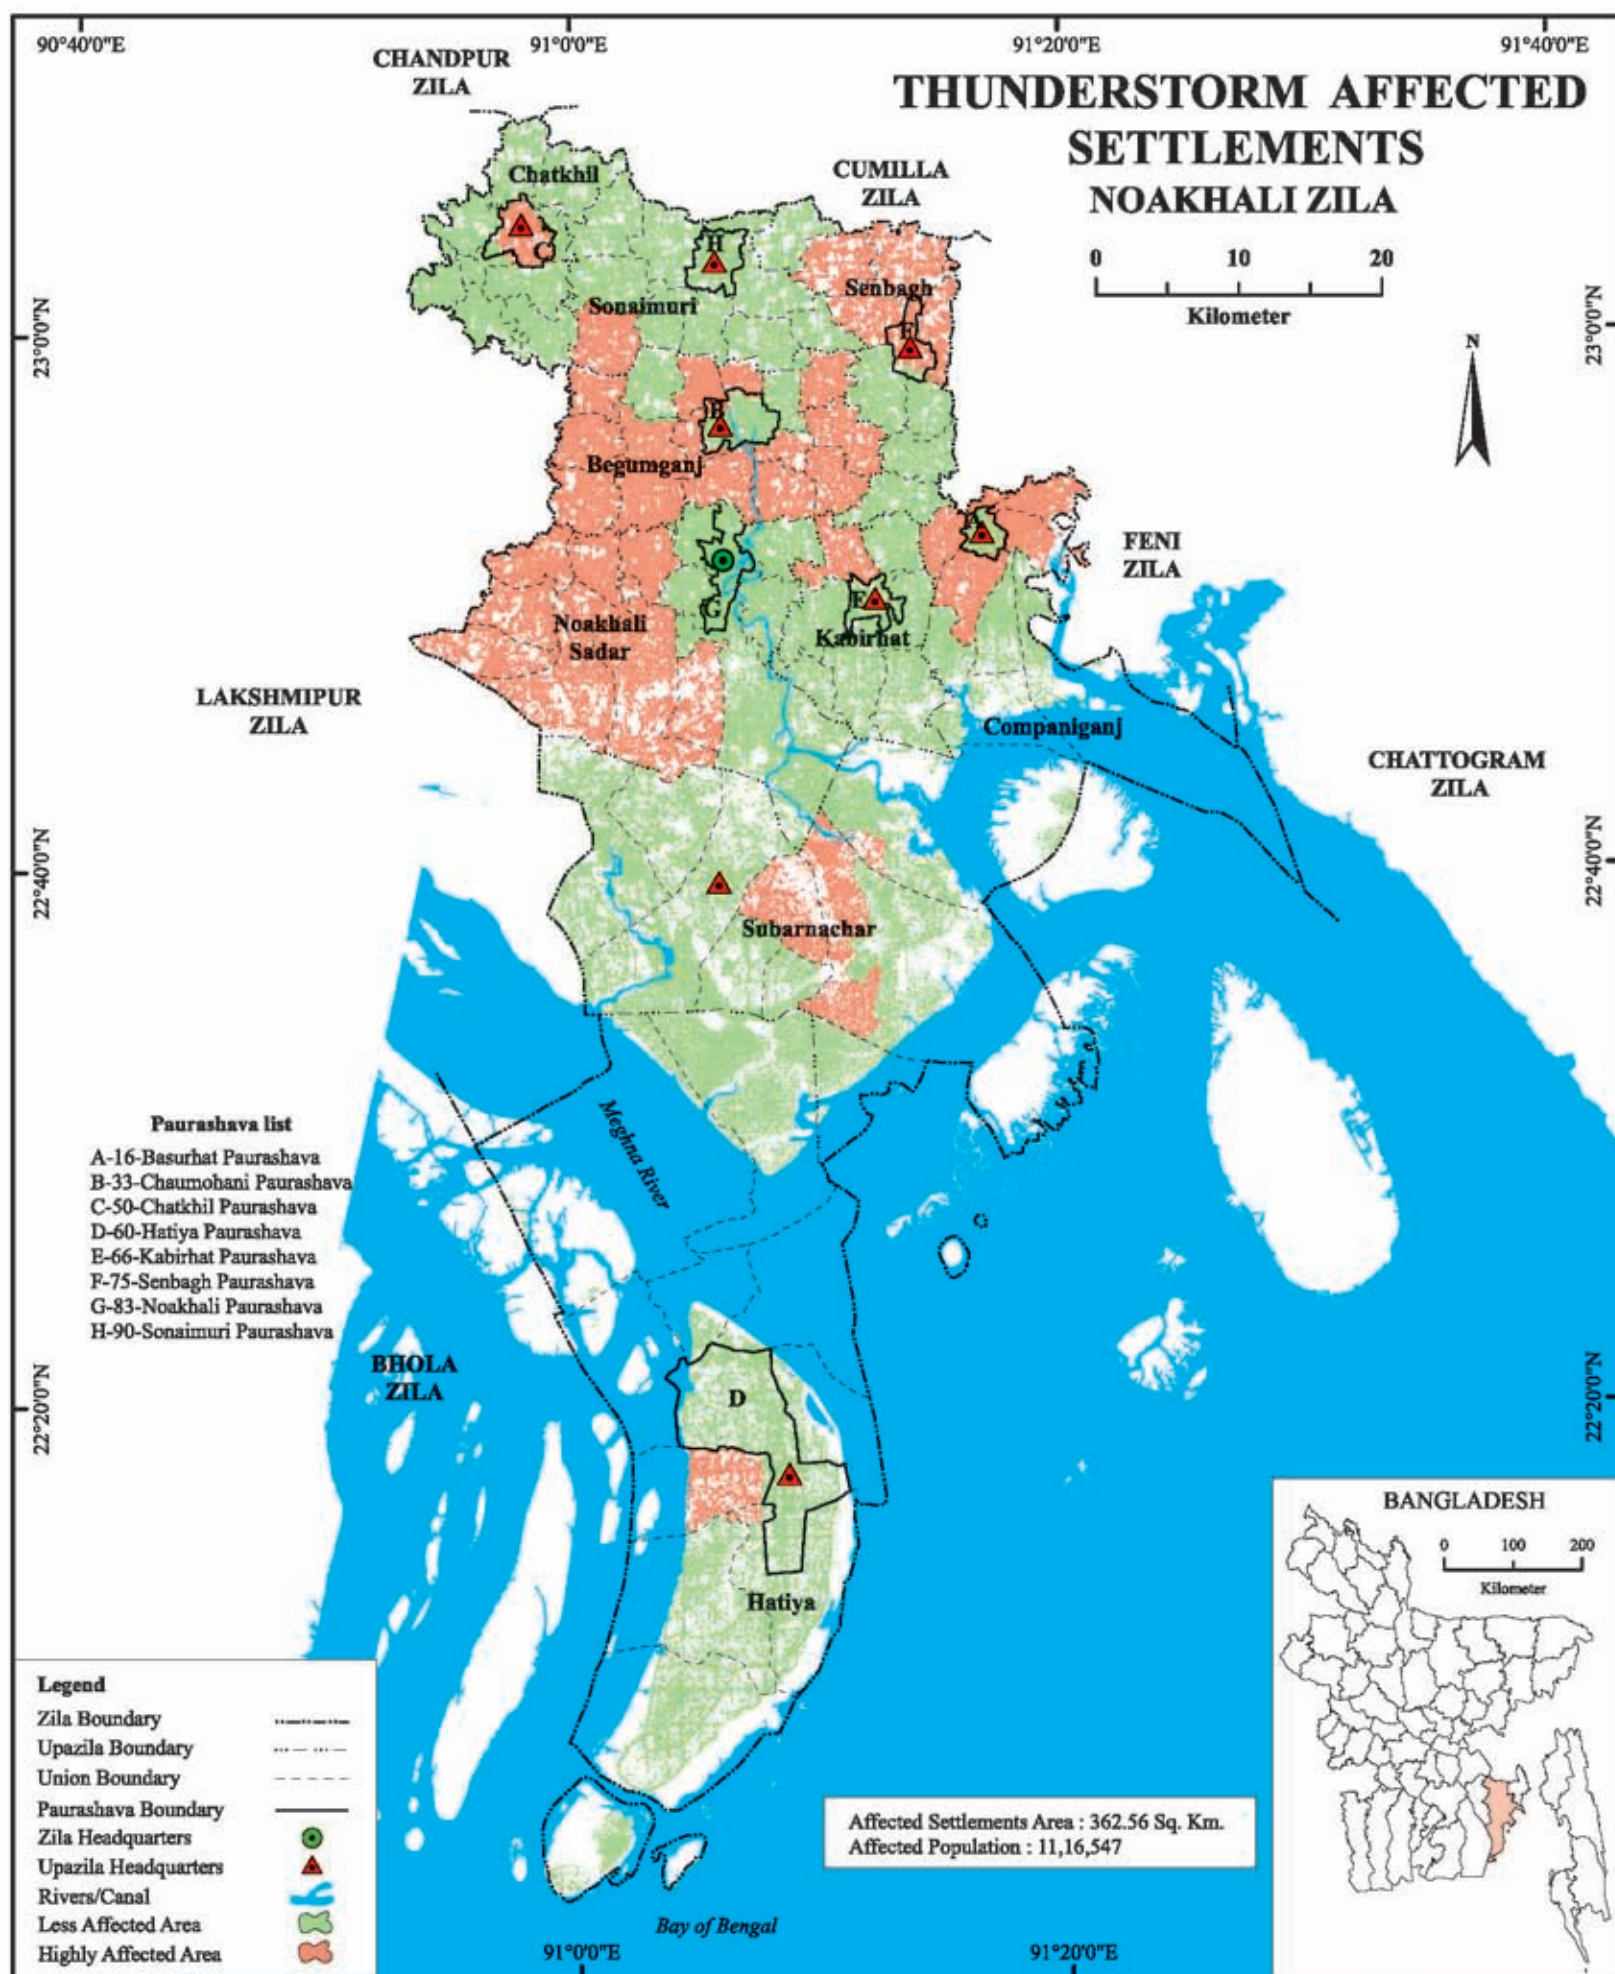 90°40'0"E
91°0'0"E
91°20'0"E
91°40'0"E
THUNDERSTORM AFFECTED
SETTLEMENTS
NOAKHALI ZILA
0 10 20
Kilometer
N
CHANDPUR
ZILA
CUMILLA
ZILA
Chatkhil
C
H
Sonaimuri
Senbagh
F
23°0'0"N
23°0'0"N
B
Begumganj
A
FENI
ZILA
G
E
Noakhali
Sadar
Kabirhat
LAKSHMIPUR
ZILA
Companiganj
CHATTOGRAM
ZILA
22°40'0"N
22°40'0"N
Subarnachar
Meghna River
Paurashava list
A-16-Basurhat Paurashava
B-33-Chaumohani Paurashava
C-50-Chatkhil Paurashava
D-60-Hatiya Paurashava
E-66-Kabirhat Paurashava
F-75-Senbagh Paurashava
G-83-Noakhali Paurashava
H-90-Sonaimuri Paurashava
BHOLA
ZILA
D
22°20'0"N
22°20'0"N
Hatiya
BANGLADESH
0 100 200
Kilometer
Legend
Zila Boundary
Upazila Boundary
Union Boundary
Paurashava Boundary
Zila Headquarters
Upazila Headquarters
Rivers/Canal
Less Affected Area
Highly Affected Area
Affected Settlements Area : 362.56 Sq. Km.
Affected Population : 11,16,547
Bay of Bengal
91°0'0"E
91°20'0"E